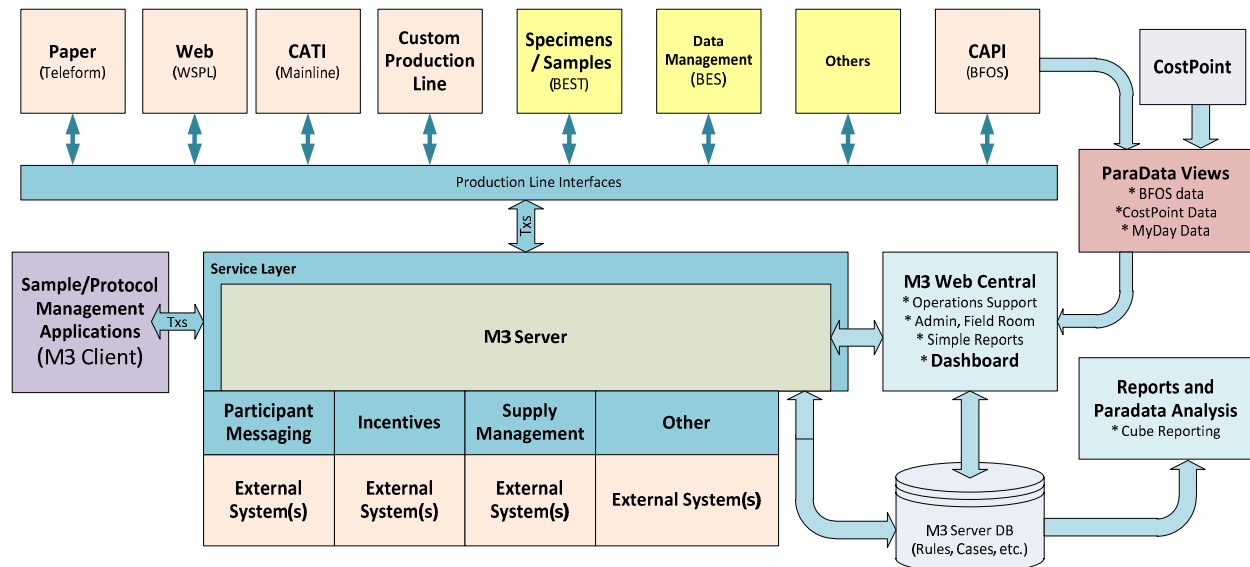 Paper
(Teleform)
Web
(WSPL)
CATI
(Mainline)
Custom
Production
Line
Specimens
/ Samples
(BEST)
Data
Management
(BES)
Others
CAPI
(BFOS)
CostPoint
Production Line Interfaces
ParaData Views
* BFOS data
*CostPoint Data
* MyDay Data
Txs
Sample/Protocol
Management
Applications
(M3 Client)
Txs
Service Layer
M3 Server
M3 Web Central
* Operations Support
* Admin, Field Room
* Simple Reports
* Dashboard
Reports and
Paradata Analysis
* Cube Reporting
Participant
Messaging
Incentives
Supply
Management
Other
External
System(s)
External
System(s)
External
System(s)
External System(s)
M3 Server DB
(Rules, Cases, etc.)